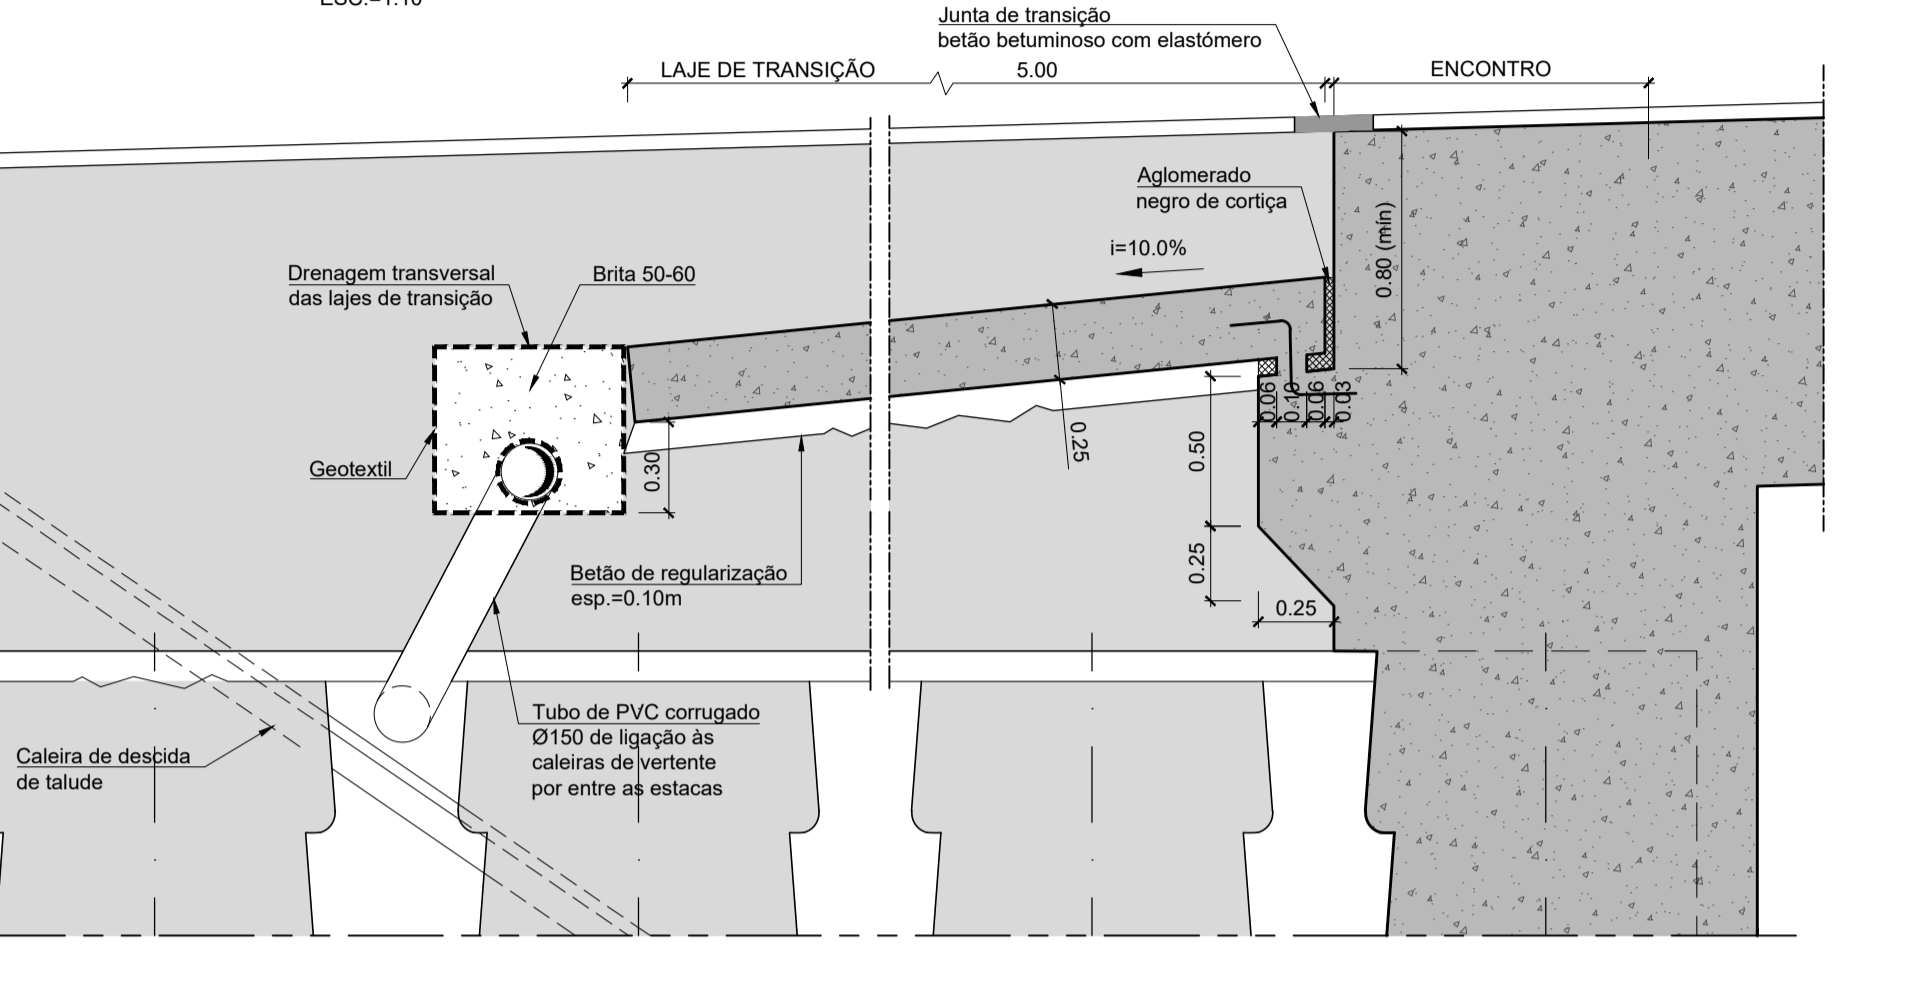 ESC.=1:10
Junta de transição
betão betuminoso com elastómero
LAJE DE TRANSIÇÃO
5.00
ENCONTRO
Aglomerado
negro de cortiça
i=10.0%
0.80 (mín)
Drenagem transversal
das lajes de transição
Brita 50-60
Geotextil
0.30
0.25
0.06
0.10
0.06
0.03
0.50
0.25
0.25
Betão de regularização
esp.=0.10m
Tubo de PVC corrugado
Ø150 de ligação às
caleiras de vertente
por entre as estacas
Caleira de descida
de talude